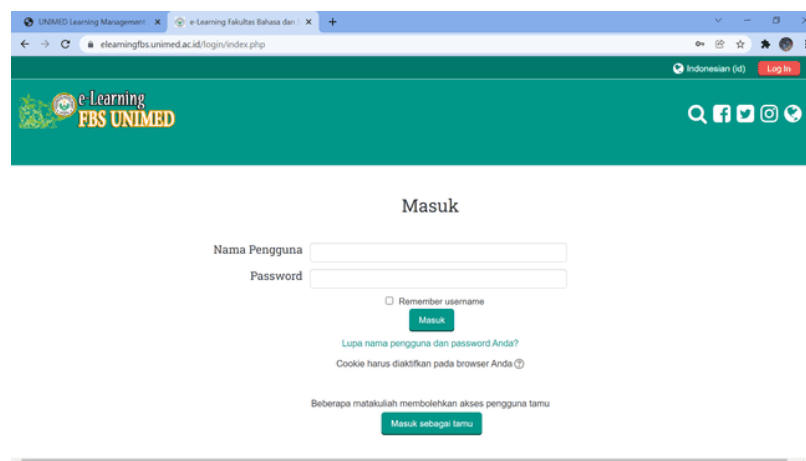 UNIMED Learning Management
e-Learning Fakultas Bahasa dan
elearningfbs.unimed.ac.id/login/index.php
Indonesian (id)
Log In
e-Learning
FBS UNIMED
Masuk
Nama Pengguna
Password
Remember username
Masuk
Lupa nama pengguna dan password Anda?
Cookie harus diaktifkan pada browser Anda
Beberapa matakuliah membolehkan akses pengguna tamu
Masuk sebagai tamu